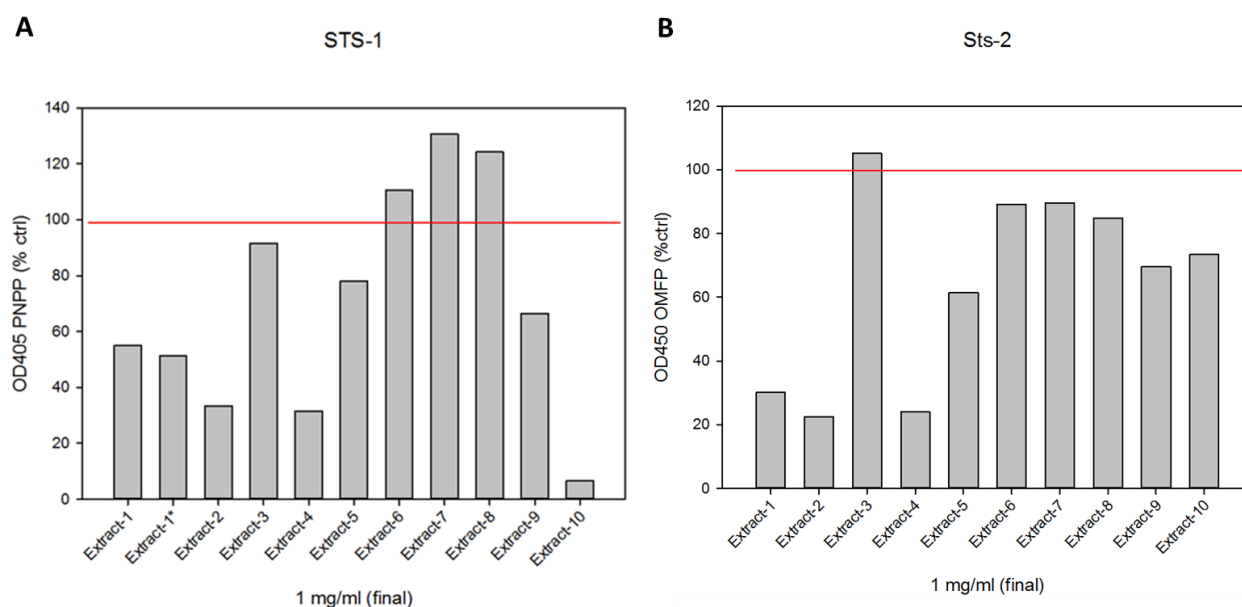 A
STS-1
OD405 PNPP (% ctrl)
140
120
100
80
60
40
20
0
Extract-1
Extract-1*
Extract-2
Extract-3
Extract-4
Extract-5
Extract-6
Extract-7
Extract-8
Extract-9
Extract-10
1 mg/ml (final)
B
Sts-2
OD450 OMFP (%ctrl)
120
100
80
60
40
20
0
Extract-1
Extract-2
Extract-3
Extract-4
Extract-5
Extract-6
Extract-7
Extract-8
Extract-9
Extract-10
1 mg/ml (final)